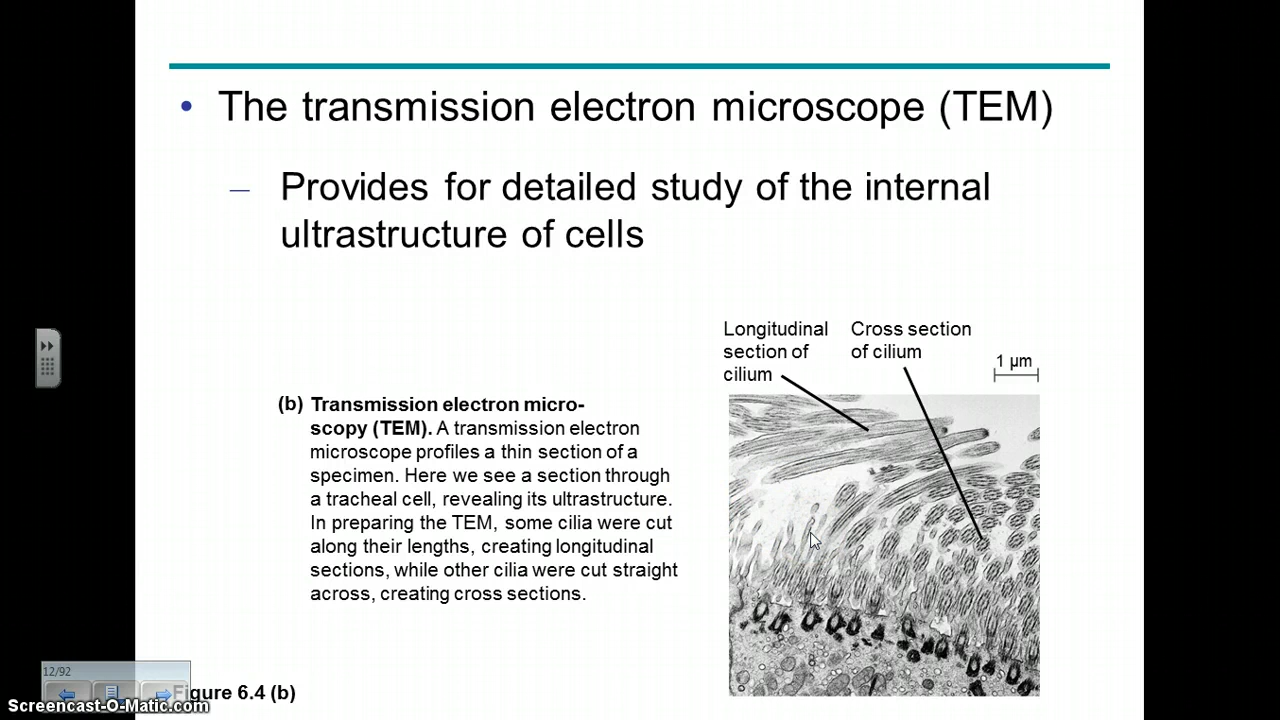 • The transmission electron microscope (TEM)
– Provides for detailed study of the internal
ultrastructure of cells
Longitudinal
section of
cilium
Cross section
of cilium
1 µm
(b) Transmission electron micro-
scopy (TEM). A transmission electron
microscope profiles a thin section of a
specimen. Here we see a section through
a tracheal cell, revealing its ultrastructure.
In preparing the TEM, some cilia were cut
along their lengths, creating longitudinal
sections, while other cilia were cut straight
across, creating cross sections.
12/92
Figure 6.4 (b)
Screencast-O-Matic.com